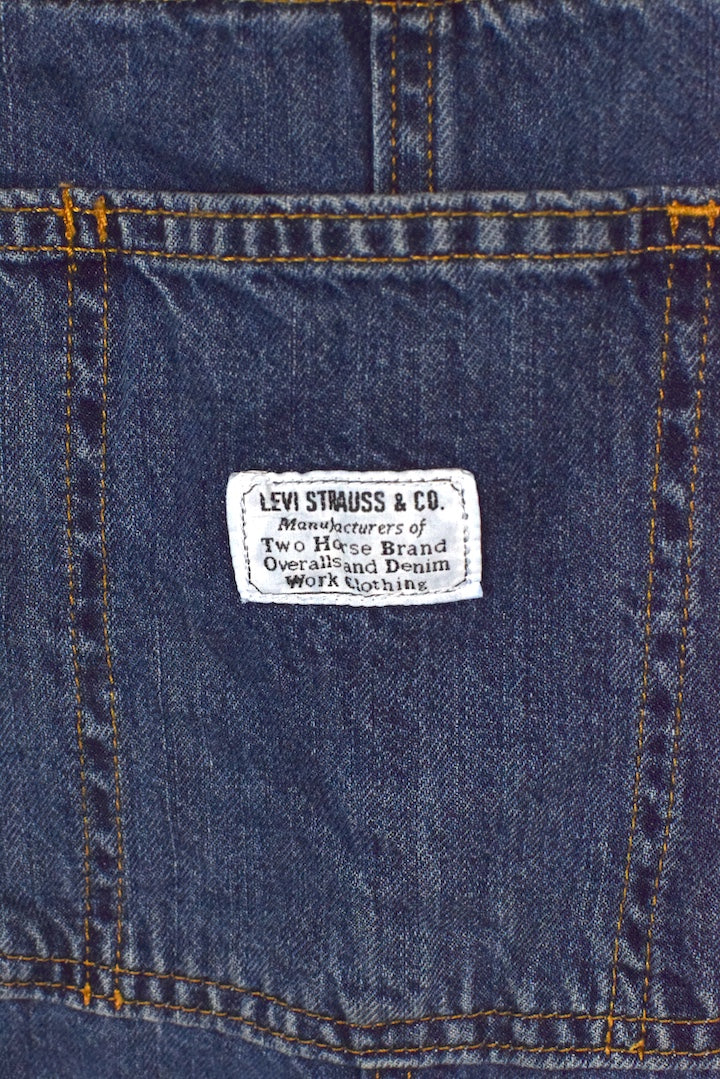 LEVI STRAUSS & CO.
Manufacturers of
Two Horse Brand
Overalls and Denim
Work Clothing